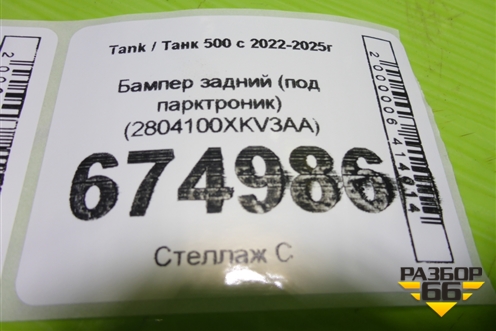 Tank / Танк 500 с 2022-2025г
Бампер задний (под
парктроник)
(2804100XKV3AA)
674986
Стеллаж С
РАЗБОР
66